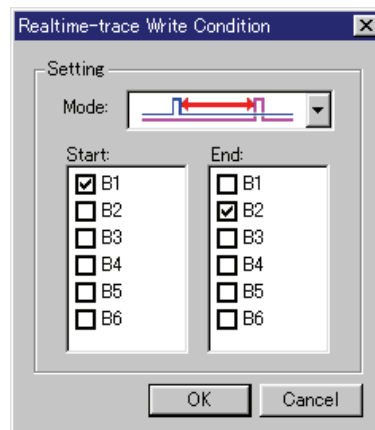 Realtime-trace Write Condition
Setting
Mode:
Start: End:
B1 B1
B2 B2
B3 B3
B4 B4
B5 B5
B6 B6
OK Cancel